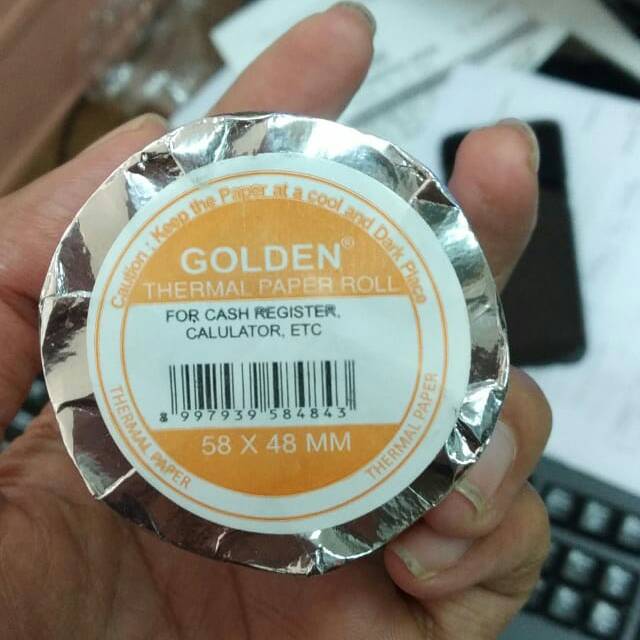 Caution : Keep the Paper at a cool and Dark Place
GOLDEN®
THERMAL PAPER ROLL
FOR CASH REGISTER,
CALULATOR, ETC
8 997939 584843
58 X 48 MM
THERMAL PAPER
THERMAL PAPER